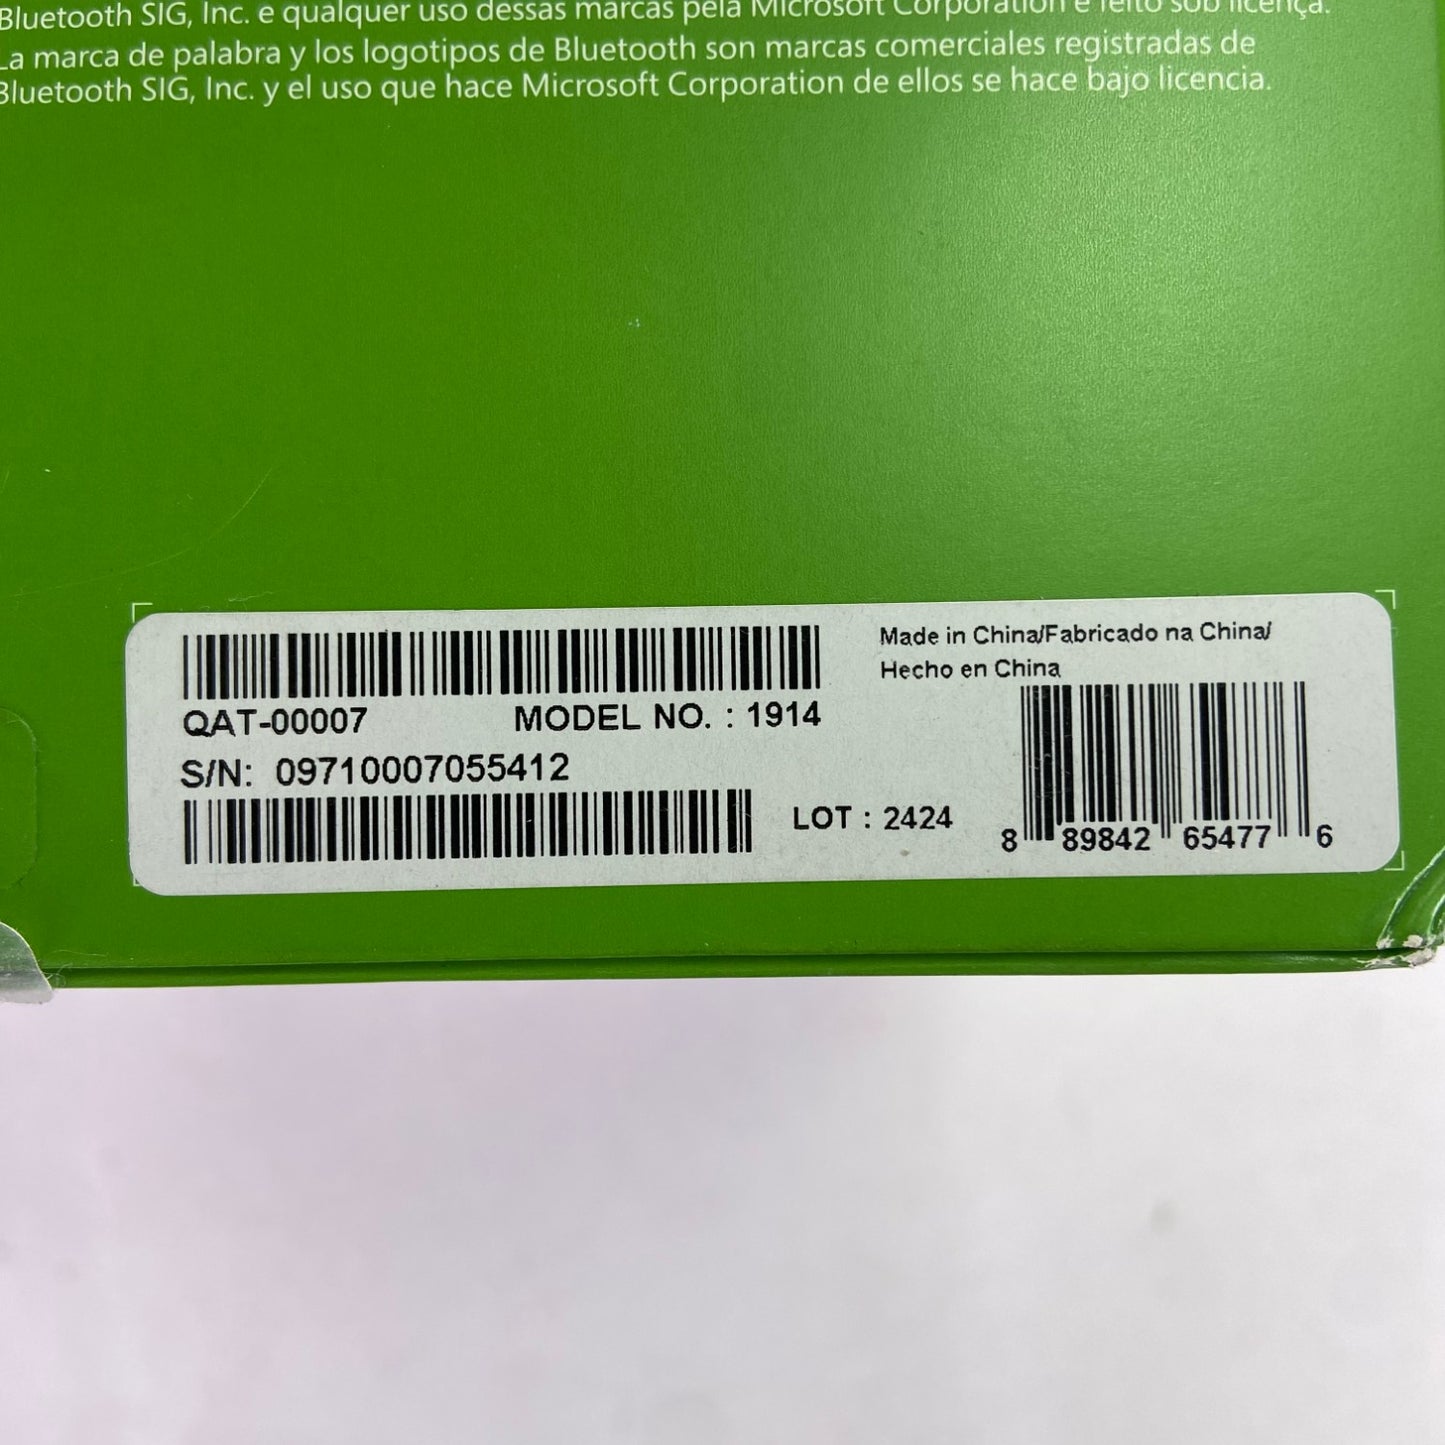 Bluetooth SIG, Inc. e qualquer uso dessas marcas pela Microsoft Corporation é feito sob licença.
La marca de palabra y los logotipos de Bluetooth son marcas comerciales registradas de
Bluetooth SIG, Inc. y el uso que hace Microsoft Corporation de ellos se hace bajo licencia.
Made in China/Fabricado na China/
Hecho en China
QAT-00007 MODEL NO. : 1914
S/N: 09710007055412
LOT : 2424
8 89842 65477 6